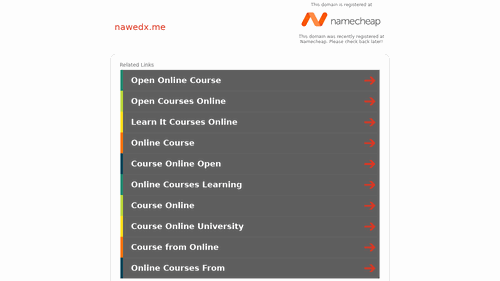 This domain is registered at
nawedx.me
namecheap
This domain was recently registered at
Namecheap. Please check back later!
Related Links
Open Online Course
Open Courses Online
Learn It Courses Online
Online Course
Course Online Open
Online Courses Learning
Course Online
Course Online University
Course from Online
Online Courses From